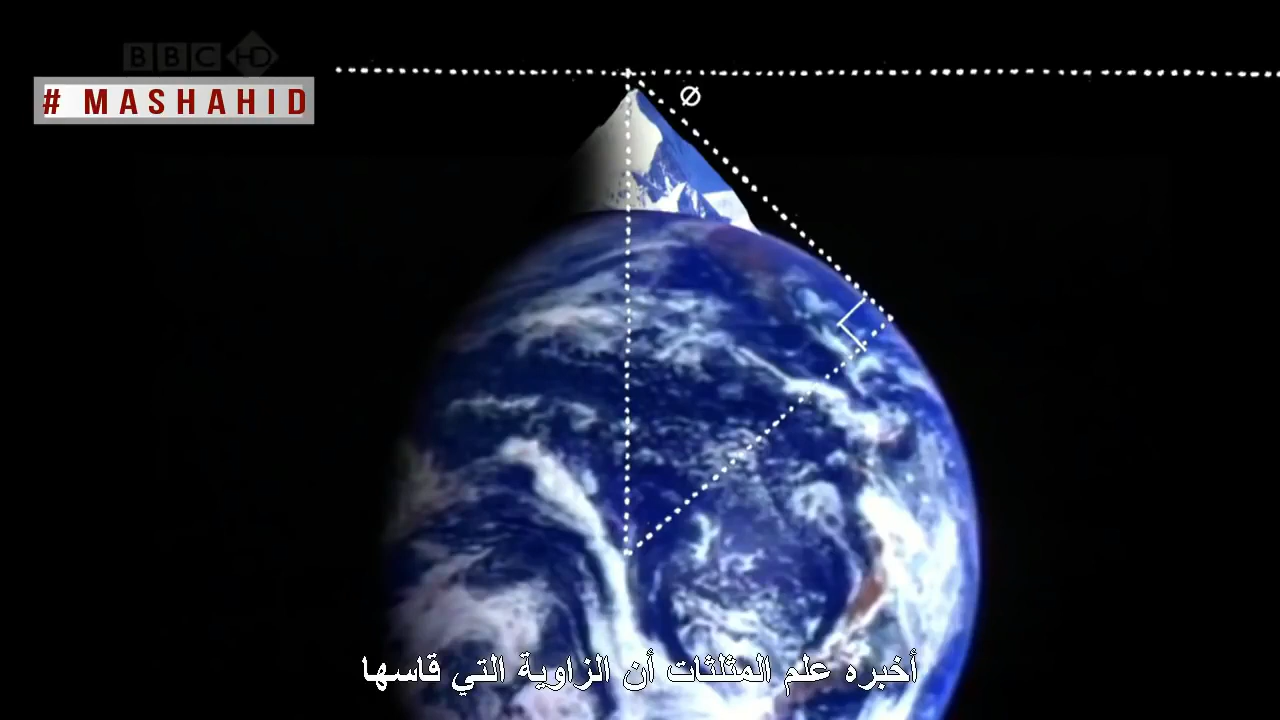 BBC HD
# MASHAHID
Ø
أخبره علم المثلثات أن الزاوية التي قاسها